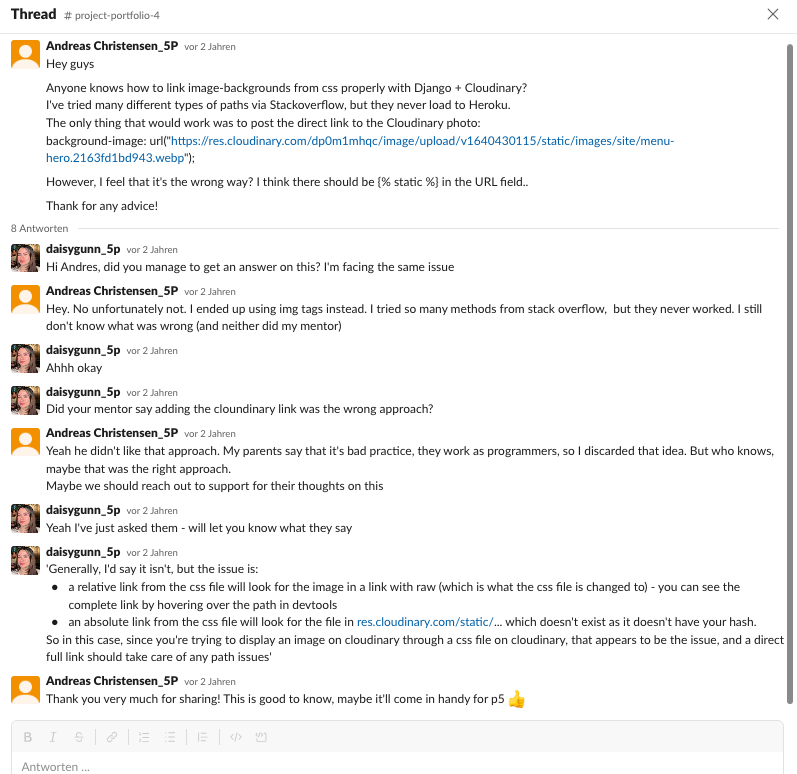 Thread # project-portfolio-4
Andreas Christensen_5P vor 2 Jahren
Hey guys
Anyone knows how to link image-backgrounds from css properly with Django + Cloudinary?
I've tried many different types of paths via Stackoverflow, but they never load to Heroku.
The only thing that would work was to post the direct link to the Cloudinary photo:
background-image: url("https://res.cloudinary.com/dp0m1mhqc/image/upload/v1640430115/static/images/site/menu-
hero.2163fd1bd943.webp");
However, I feel that it's the wrong way? I think there should be {% static %} in the URL field..
Thank for any advice!
8 Antworten
daisygunn_5p vor 2 Jahren
Hi Andres, did you manage to get an answer on this? I'm facing the same issue
Andreas Christensen_5P vor 2 Jahren
Hey. No unfortunately not. I ended up using img tags instead. I tried so many methods from stack overflow, but they never worked. I still
don't know what was wrong (and neither did my mentor)
daisygunn_5p vor 2 Jahren
Ahhh okay
daisygunn_5p vor 2 Jahren
Did your mentor say adding the cloundinary link was the wrong approach?
Andreas Christensen_5P vor 2 Jahren
Yeah he didn't like that approach. My parents say that it's bad practice, they work as programmers, so I discarded that idea. But who knows,
maybe that was the right approach.
Maybe we should reach out to support for their thoughts on this
daisygunn_5p vor 2 Jahren
Yeah I've just asked them - will let you know what they say
daisygunn_5p vor 2 Jahren
'Generally, I'd say it isn't, but the issue is:
• a relative link from the css file will look for the image in a link with raw (which is what the css file is changed to) - you can see the
complete link by hovering over the path in devtools
• an absolute link from the css file will look for the file in res.cloudinary.com/static/... which doesn't exist as it doesn't have your hash.
So in this case, since you're trying to display an image on cloudinary through a css file on cloudinary, that appears to be the issue, and a direct
full link should take care of any path issues'
Andreas Christensen_5P vor 2 Jahren
Thank you very much for sharing! This is good to know, maybe it'll come in handy for p5 👍
B I S
Antworten ...